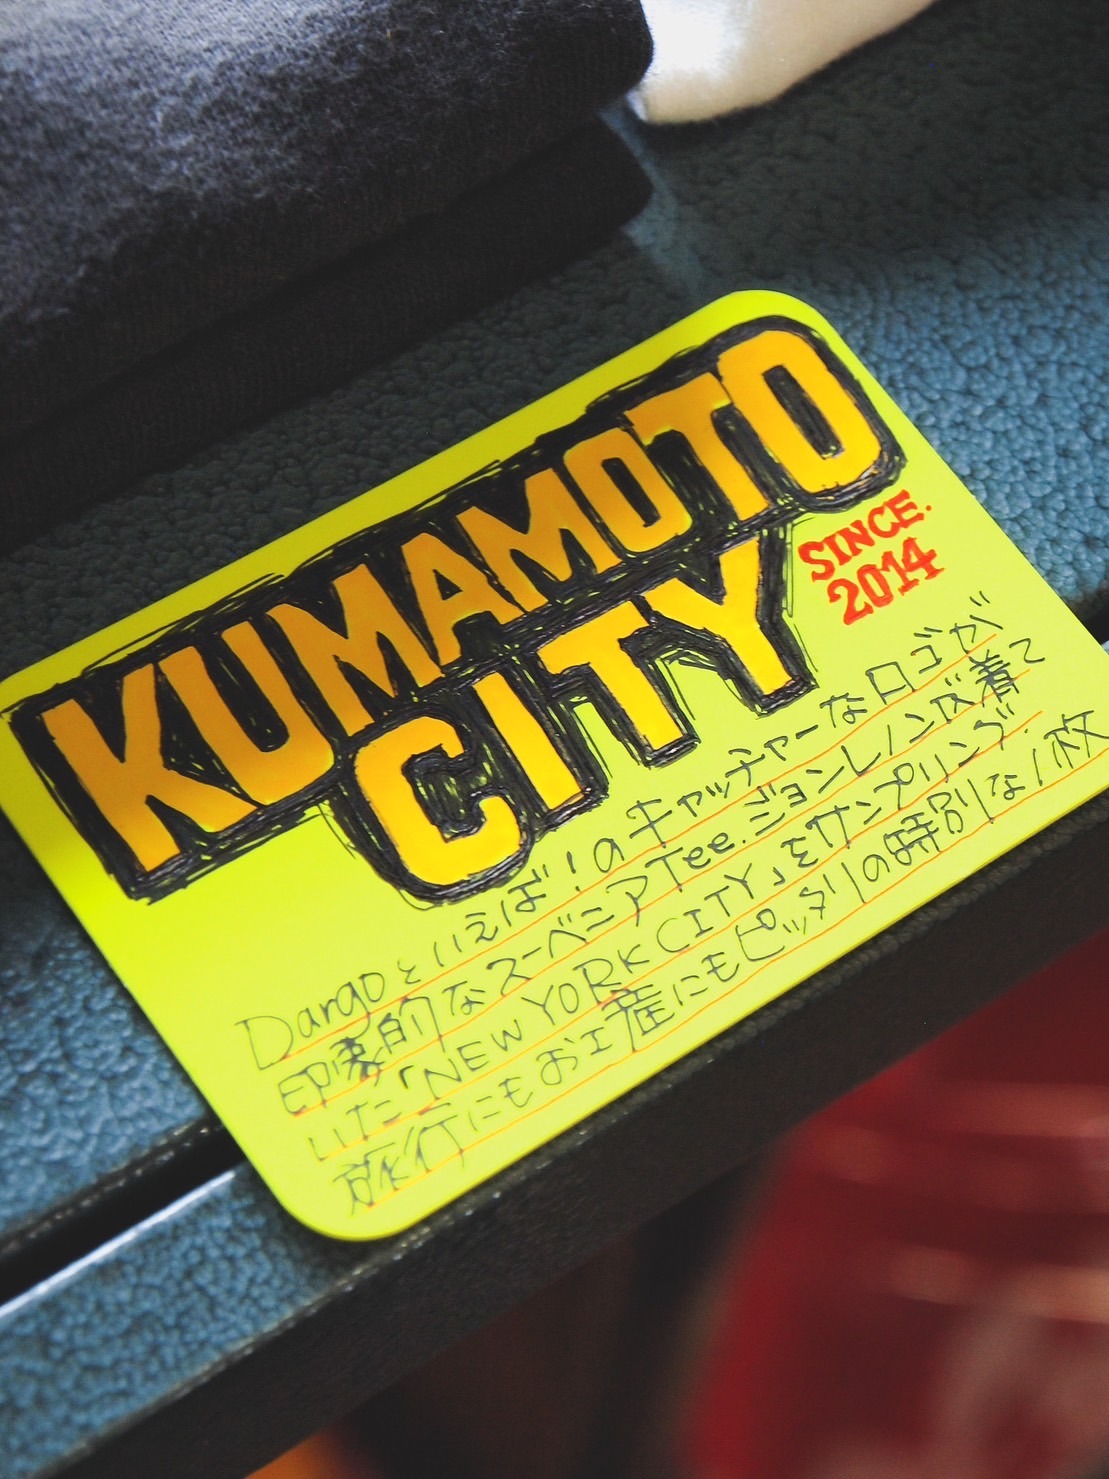 KUMAMOTO
CITY
SINCE.
2014
Dargoといえば!のキャッチャーなロゴが
印象的なスーベニアTee.ジョンレノンが着て
いた「NEW YORK CITY」をサンプリング.
旅行にもお土産にもピッタリの特別な1枚